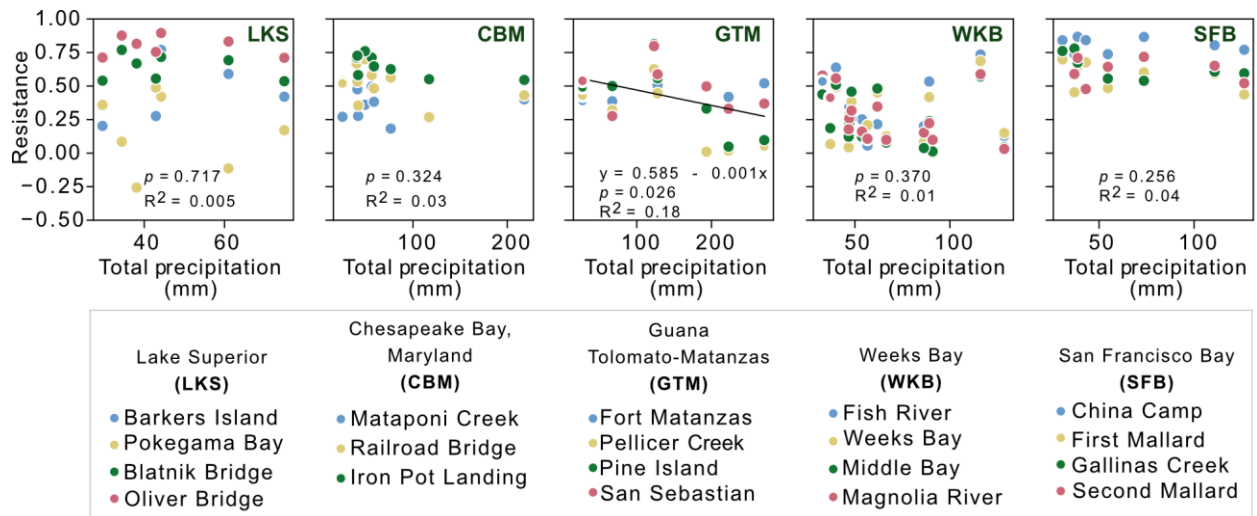 LKS
CBM
GTM
WKB
SFB
Resistance
1.00
0.75
0.50
0.25
0.00
−0.25
−0.50
p = 0.717
R² = 0.005
p = 0.324
R² = 0.03
y = 0.585 - 0.001x
p = 0.026
R² = 0.18
p = 0.370
R² = 0.01
p = 0.256
R² = 0.04
40 60
100 200
100 200
50 100
50 100
Total precipitation
(mm)
Total precipitation
(mm)
Total precipitation
(mm)
Total precipitation
(mm)
Total precipitation
(mm)
Lake Superior
(LKS)
Barkers Island
Pokegama Bay
Blatnik Bridge
Oliver Bridge
Chesapeake Bay,
Maryland
(CBM)
Mataponi Creek
Railroad Bridge
Iron Pot Landing
Guana
Tolomato-Matanzas
(GTM)
Fort Matanzas
Pellicer Creek
Pine Island
San Sebastian
Weeks Bay
(WKB)
Fish River
Weeks Bay
Middle Bay
Magnolia River
San Francisco Bay
(SFB)
China Camp
First Mallard
Gallinas Creek
Second Mallard